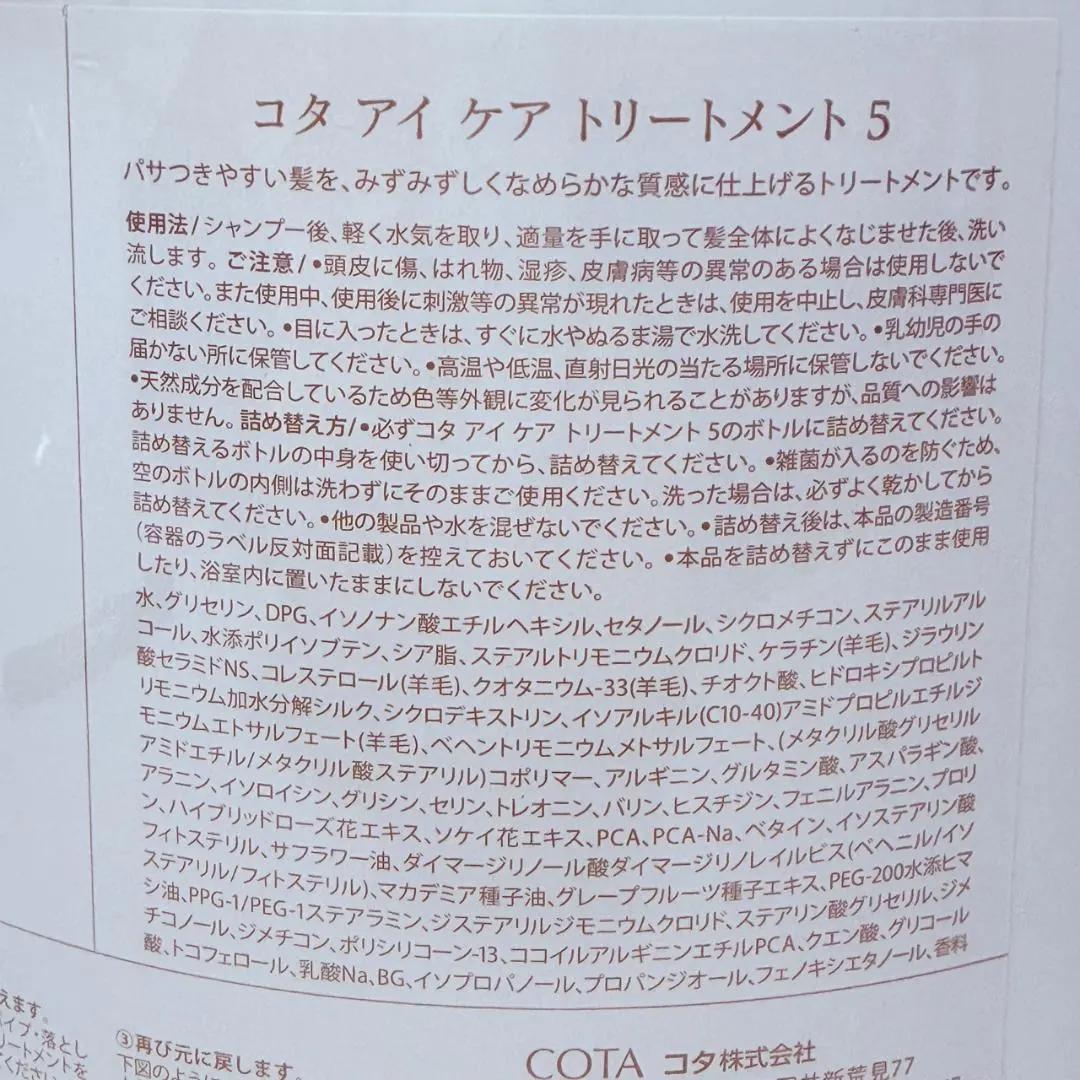 コタ アイ ケア トリートメント 5
パサつきやすい髪を、みずみずしくなめらかな質感に仕上げるトリートメントです。
使用法/シャンプー後、軽く水気を取り、適量を手に取って髪全体によくなじませた後、洗い
流します。ご注意/•頭皮に傷、はれ物、湿疹、皮膚病等の異常のある場合は使用しないで
ください。また使用中、使用後に刺激等の異常が現れたときは、使用を中止し、皮膚科専門医に
ご相談ください。•目に入ったときは、すぐに水やぬるま湯で水洗してください。•乳幼児の手の
届かない所に保管してください。•高温や低温、直射日光の当たる場所に保管しないでください。
•天然成分を配合しているため色等外観に変化が見られることがありますが、品質への影響は
ありません。詰め替え方/•必ずコタ アイ ケア トリートメント 5のボトルに詰め替えてください。
詰め替えるボトルの中身を使い切ってから、詰め替えてください。•雑菌が入るのを防ぐため、
空のボトルの内側は洗わずにそのままご使用ください。洗った場合は、必ずよく乾かしてから
詰め替えてください。•他の製品や水を混ぜないでください。•詰め替え後は、本品の製造番号
(容器のラベル反対面記載)を控えておいてください。•本品を詰め替えずにこのまま使用
したり、浴室内に置いたままにしないでください。
水、グリセリン、DPG、イソノナン酸エチルヘキシル、セタノール、シクロメチコン、ステアリルアル
コール、水添ポリイソブテン、シア脂、ステアルトリモニウムクロリド、ケラチン(羊毛)、ジラウリン
酸セラミドNS、コレステロール(羊毛)、クオタニウム-33(羊毛)、チオクト酸、ヒドロキシプロピルト
リモニウム加水分解シルク、シクロデキストリン、イソアルキル(C10-40)アミドプロピルエチルジ
モニウムエトサルフェート(羊毛)、ベヘントリモニウムメトサルフェート、(メタクリル酸グリセリル
アミドエチル/メタクリル酸ステアリル)コポリマー、アルギニン、グルタミン酸、アスパラギン酸、
アラニン、イソロイシン、グリシン、セリン、トレオニン、バリン、ヒスチジン、フェニルアラニン、プロリ
ン、ハイブリッドローズ花エキス、ソケイ花エキス、PCA、PCA-Na、ベタイン、イソステアリン酸
フィトステリル、サフラワー油、ダイマージリノール酸ダイマージリノレイルビス(ベヘニル/イソ
ステアリル/フィトステリル)、マカデミア種子油、グレープフルーツ種子エキス、PEG-200水添ヒマ
シ油、PPG-1/PEG-1ステアラミン、ジステアリルジモニウムクロリド、ステアリン酸グリセリル、ジメ
チコノール、ジメチコン、ポリシリコーン-13、ココイルアルギニンエチルPCA、クエン酸、グリコール
酸、トコフェロール、乳酸Na、BG、イソプロパノール、プロパンジオール、フェノキシエタノール、香料
えます。
パイプ・落とし
リートメントを
ください
③再び元に戻します。
下図のように
COTA コタ株式会社
新荒見77